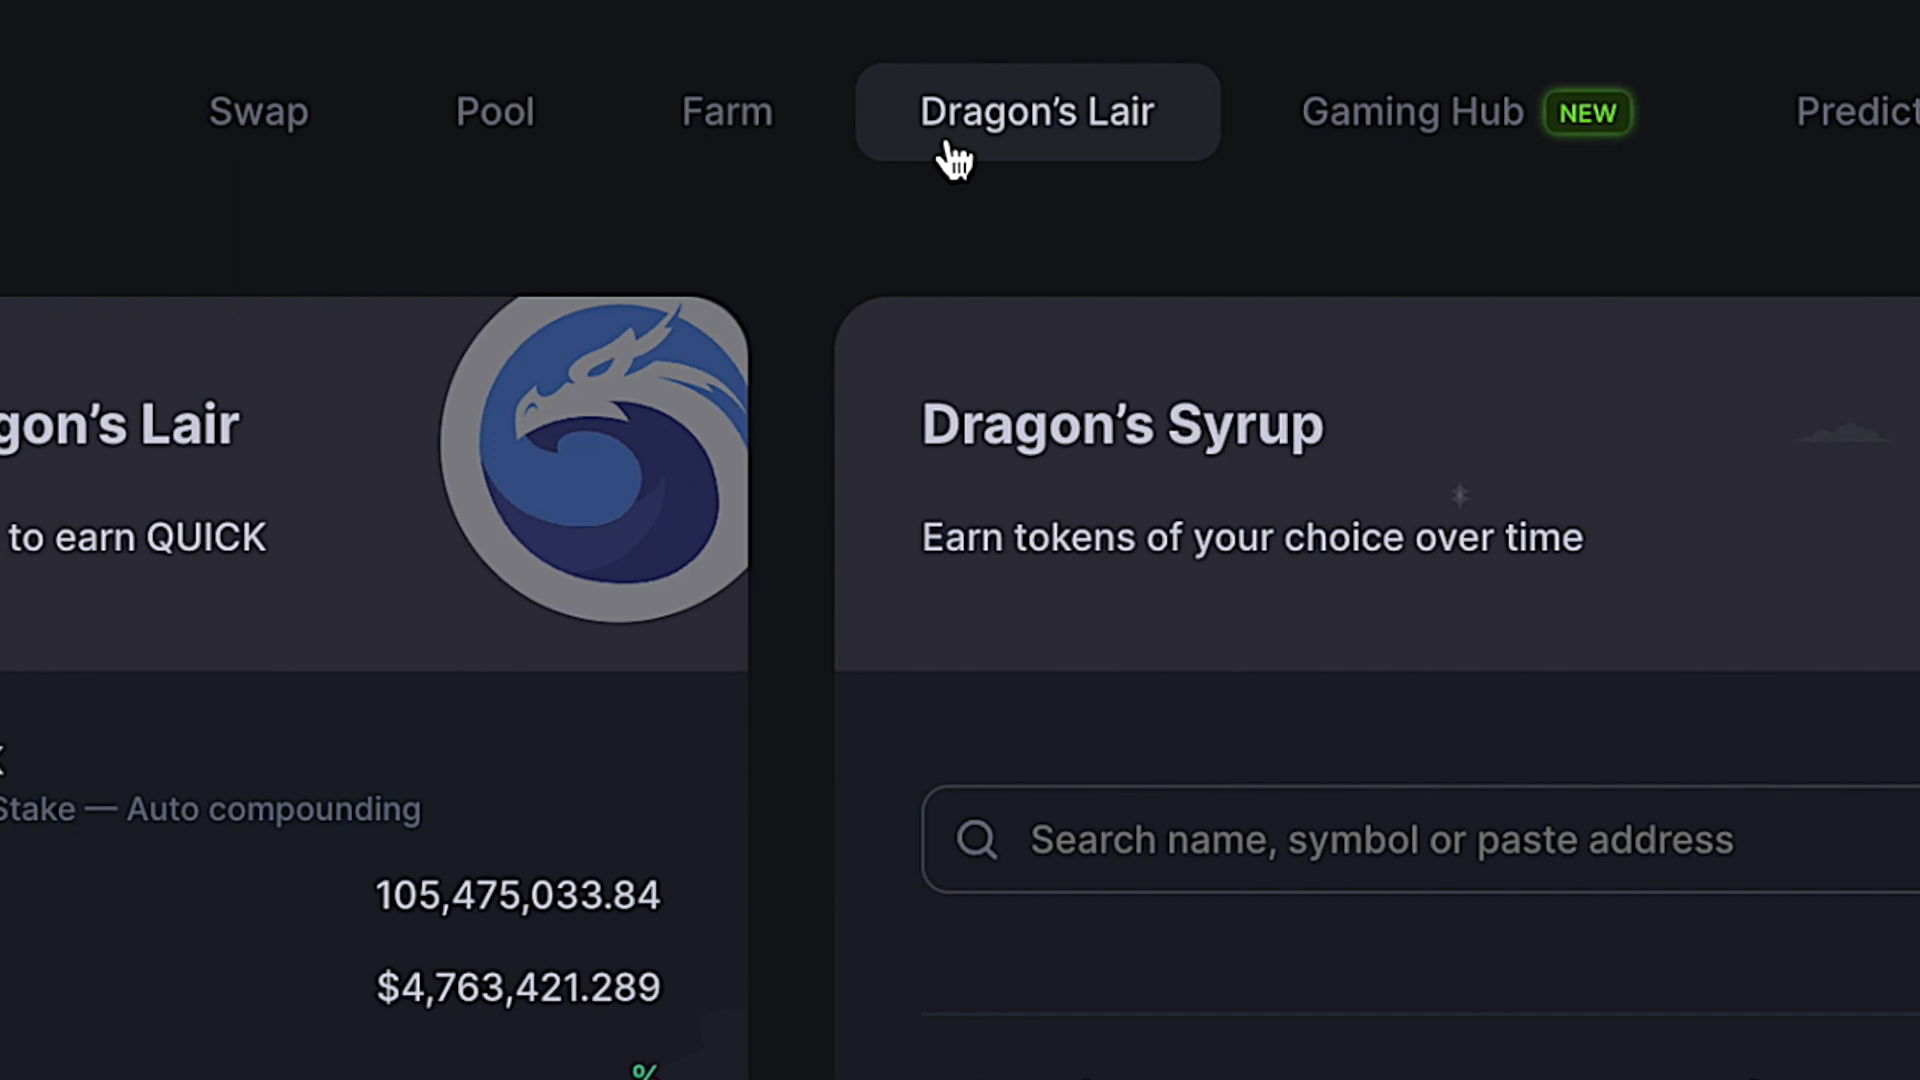 Swap Pool Farm Dragon’s Lair Gaming Hub NEW Predict
gon’s Lair
to earn QUICK
Stake — Auto compounding
105,475,033.84
$4,763,421.289
%
Dragon’s Syrup
Earn tokens of your choice over time
Search name, symbol or paste address